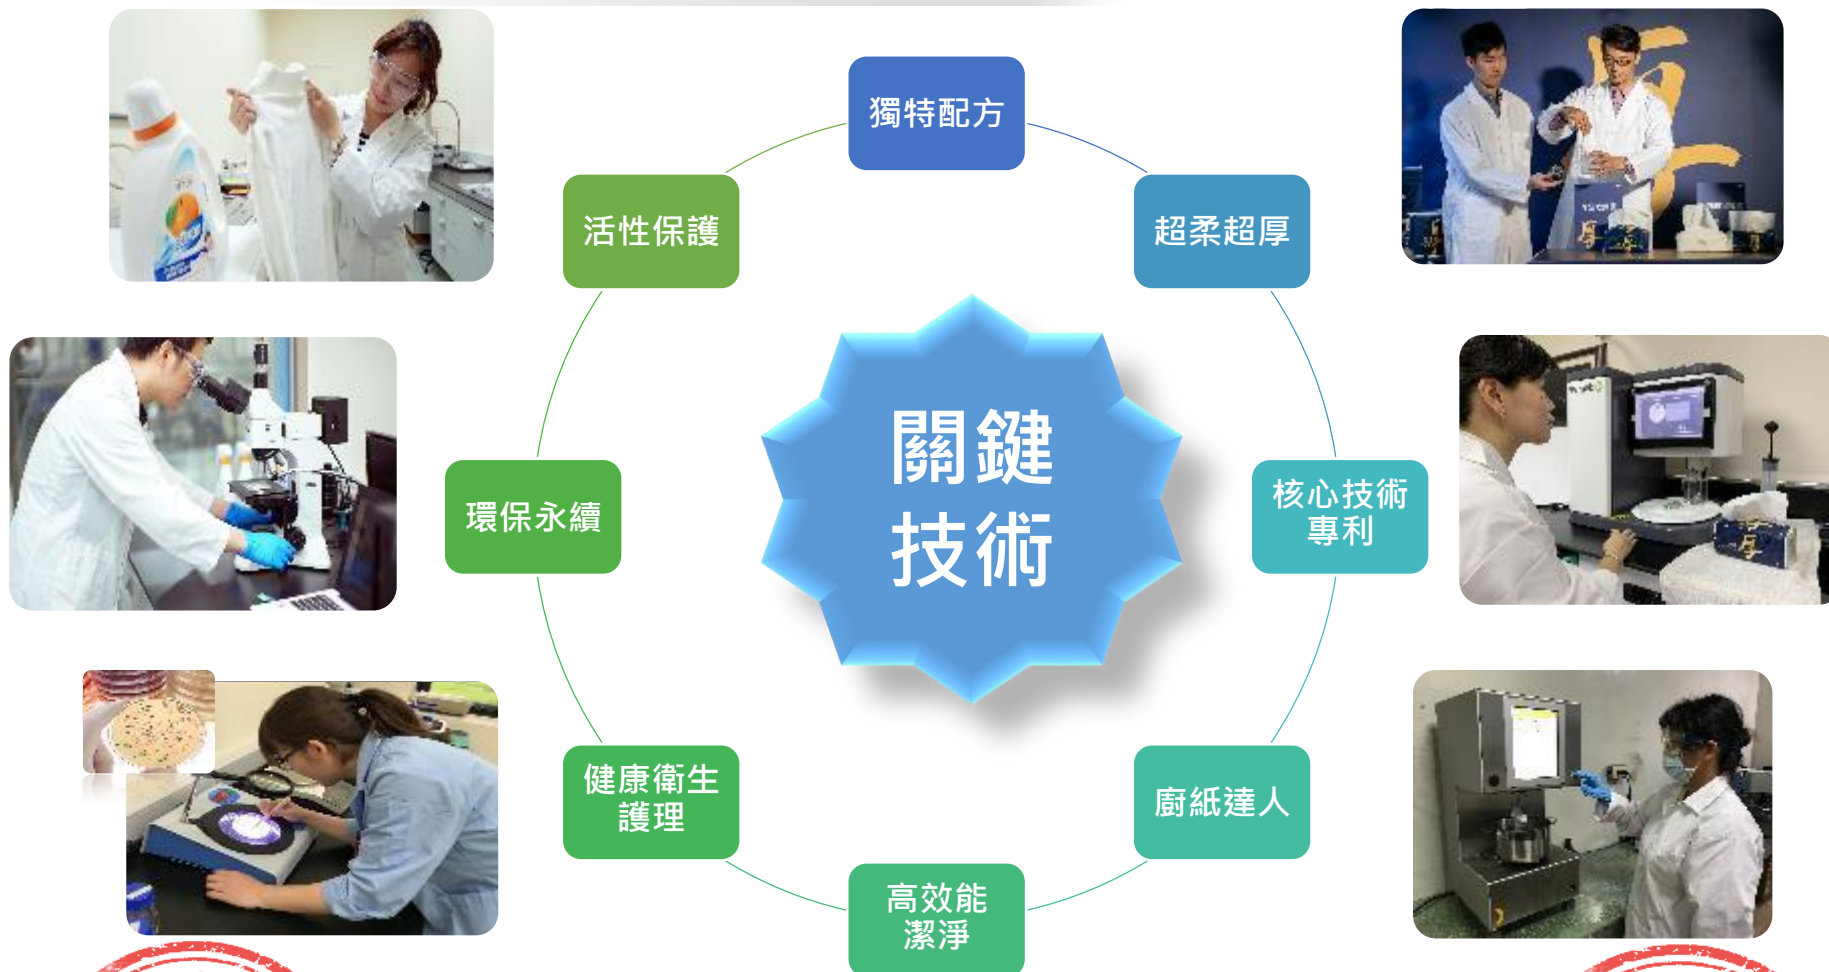 獨特配方
活性保護
超柔超厚
關鍵
技術
環保永續
核心技術
專利
健康衛生
護理
廚紙達人
高效能
潔淨
厚